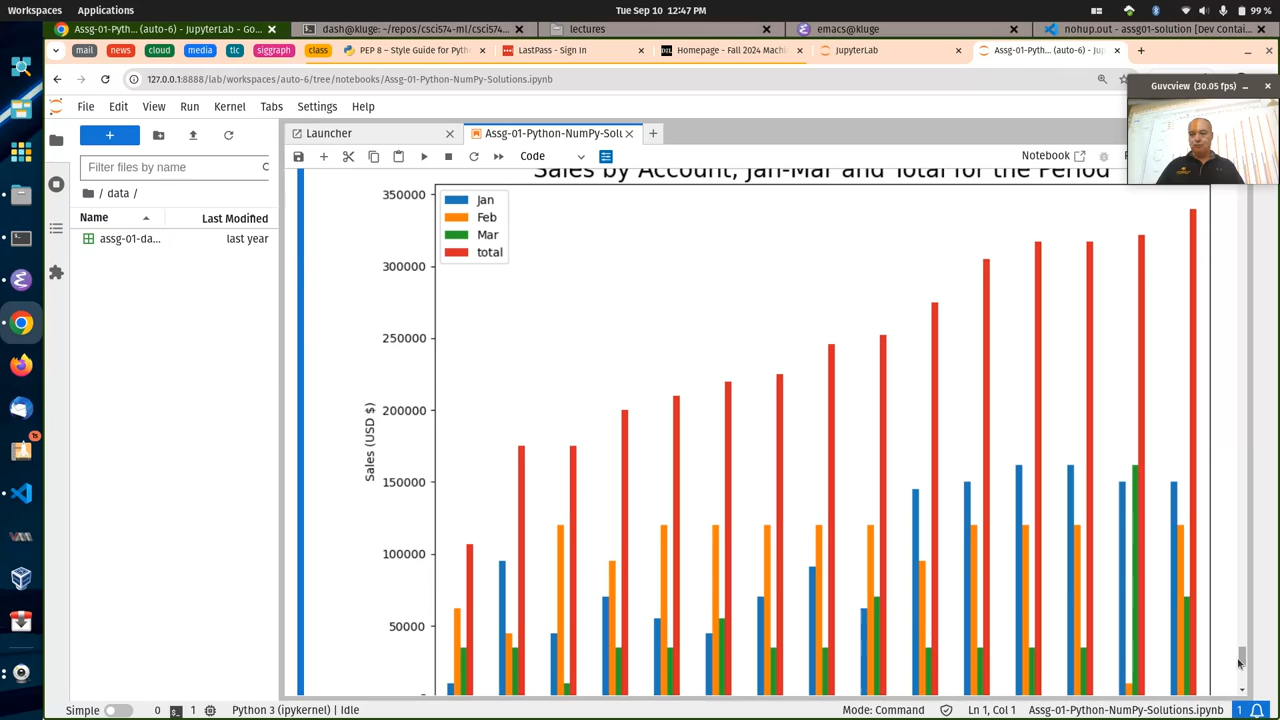 Workspaces Applications Tue Sep 10 12:47 PM 99 %
Assg-01-Pyth... (auto-6) - JupyterLab - Go... dash@kluge: ~/repos/csci574-ml/csci574... lectures emacs@kluge nohup.out - assg01-solution [Dev Contain...
mail news cloud media tlc siggraph class PEP 8 – Style Guide for Pyth LastPass - Sign In Homepage - Fall 2024 Machi JupyterLab Assg-01-Pyth... (auto-6) - Ju
127.0.0.1:8888/lab/workspaces/auto-6/tree/notebooks/Assg-01-Python-NumPy-Solutions.ipynb
Guvcview (30.05 fps)
File Edit View Run Kernel Tabs Settings Help
Launcher Assg-01-Python-NumPy-Solu
Filter files by name
Code Notebook
/ data /
Name Last Modified
assg-01-da... last year
Sales by Account, Jan-Mar and Total for the Period
Jan
Feb
Mar
total
350000
300000
250000
200000
150000
100000
50000
Sales (USD $)
15
Simple 0 1 Python 3 (ipykernel) | Idle Mode: Command Ln 1, Col 1 Assg-01-Python-NumPy-Solutions.ipynb 1